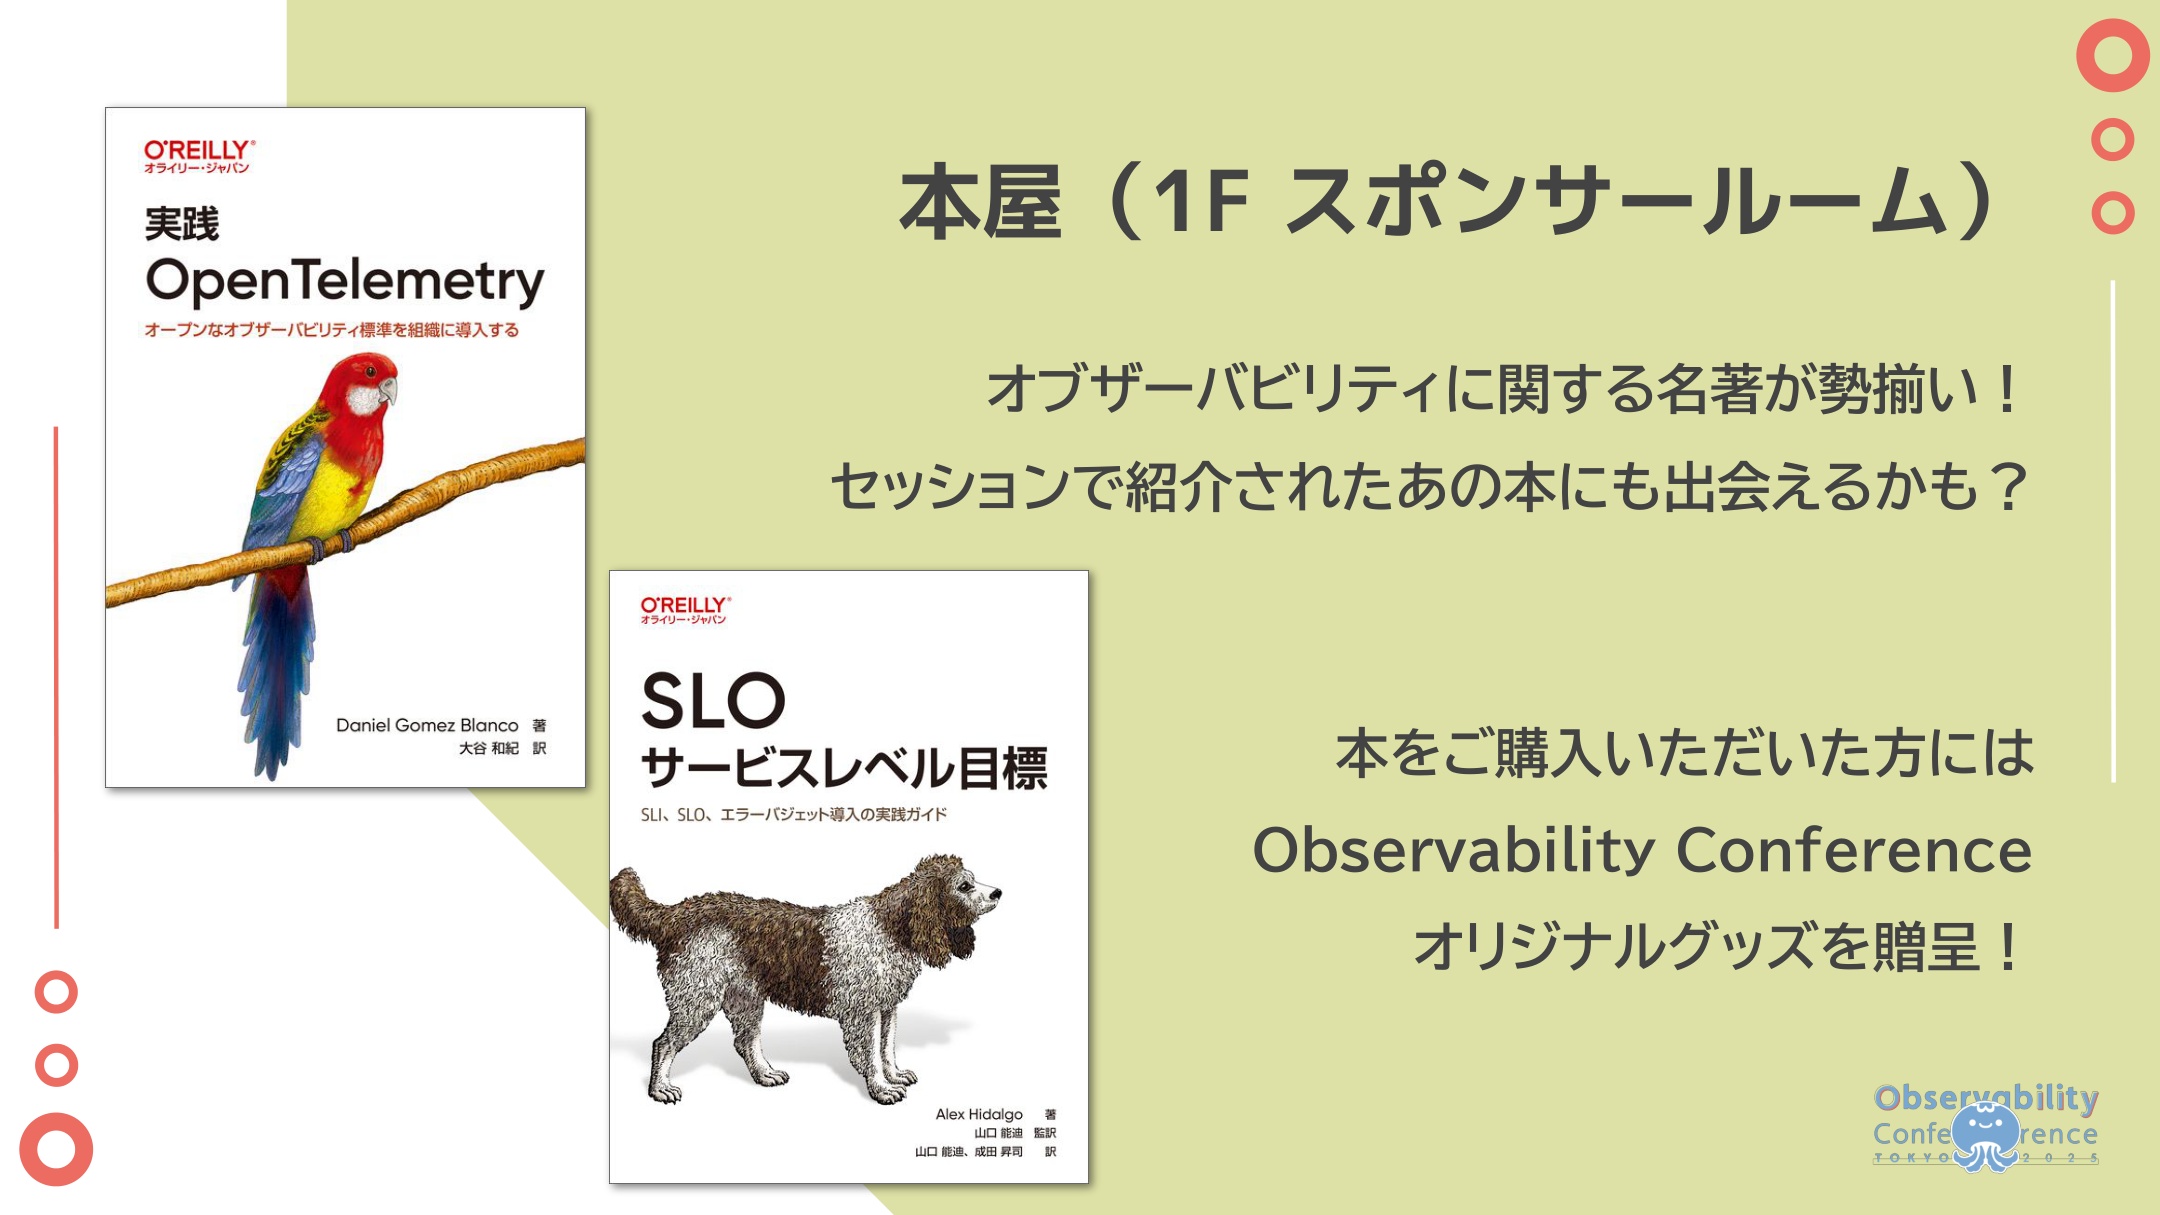 O'REILLY®
オライリー・ジャパン
実践
OpenTelemetry
オープンなオブザーバビリティ標準を組織に導入する
Daniel Gomez Blanco 著
大谷 和紀 訳
本屋（1F スポンサールーム）
オブザーバビリティに関する名著が勢揃い！
セッションで紹介されたあの本にも出会えるかも？
O'REILLY®
オライリー・ジャパン
SLO
サービスレベル目標
SLI、SLO、エラーバジェット導入の実践ガイド
Alex Hidalgo 著
山口 能迪 監訳
山口 能迪、成田 昇司 訳
本をご購入いただいた方には
Observability Conference
オリジナルグッズを贈呈！
Observability
Conference
TOKYO 2025